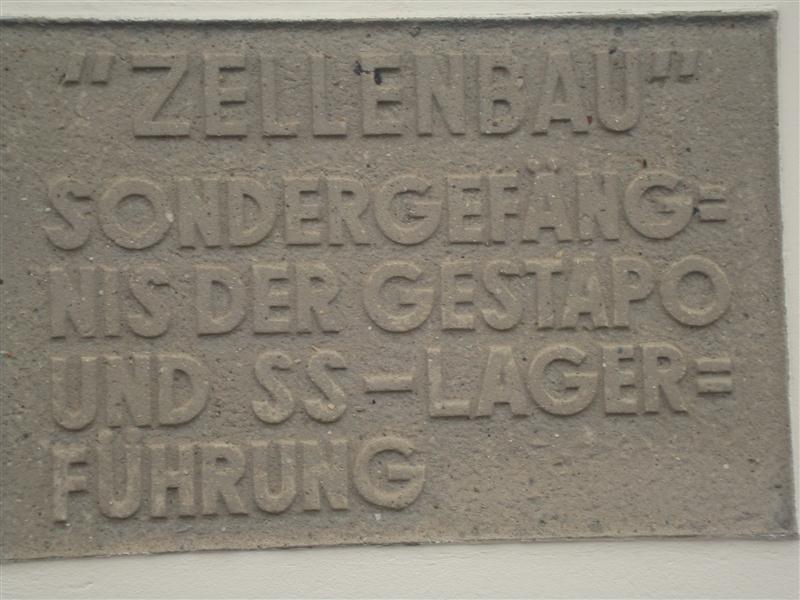 "ZELLENBAU"
SONDERGEFÄNG=
NIS DER GESTAPO
UND SS-LAGER=
FÜHRUNG